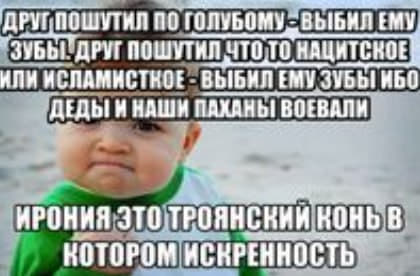 ДРУГ ПОШУТИЛ ПО ГОЛУБОМУ - ВЫБИЛ ЕМУ
ЗУБЫ. ДРУГ ПОШУТИЛ ЧТО ТО НАЦИТСКОЕ
ИЛИ ИСЛАМИСТКОЕ - ВЫБИЛ ЕМУ ЗУБЫ ИБО
ДЕДЫ И НАШИ ПАХАНЫ ВОЕВАЛИ
ИРОНИЯ ЭТО ТРОЯНСКИЙ КОНЬ В
КОТОРОМ ИСКРЕННОСТЬ